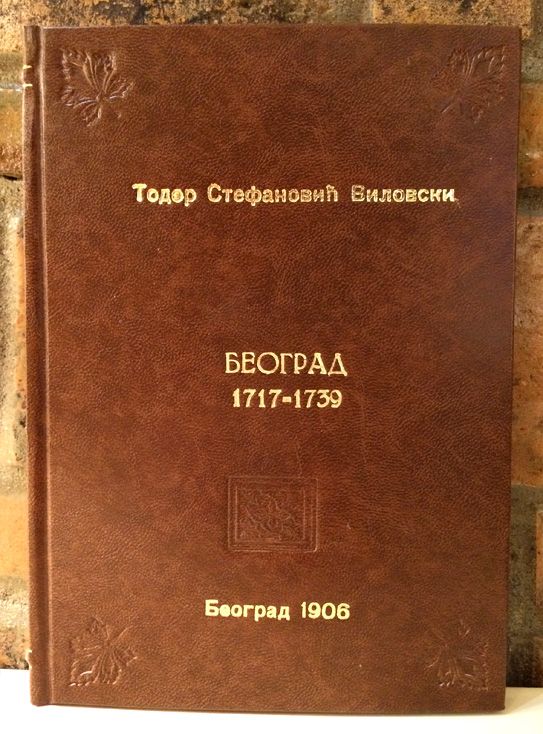 Тодор Стефановић Виловски
БЕОГРАД
1717-1739
Београд 1906